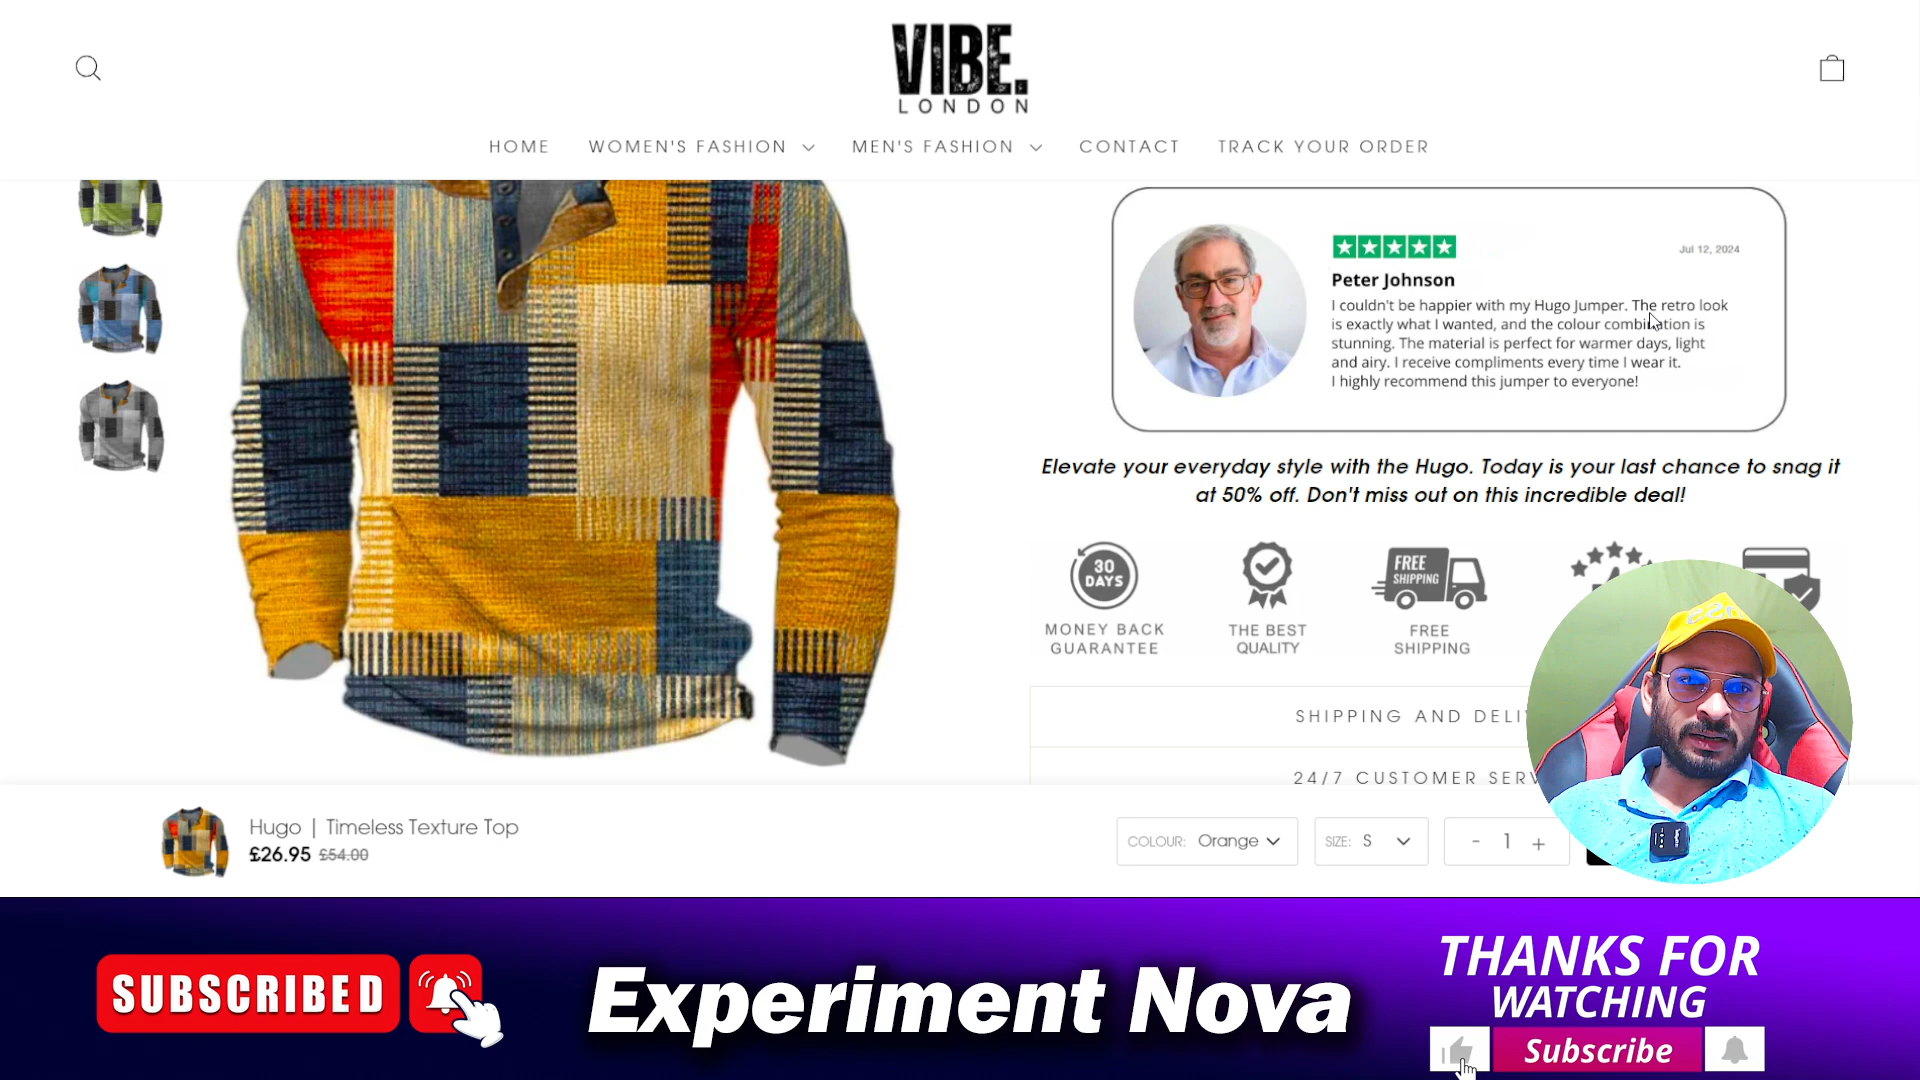 VIBE.
LONDON
HOME
WOMEN'S FASHION
MEN'S FASHION
CONTACT
TRACK YOUR ORDER
Jul 12, 2024
Peter Johnson
I couldn't be happier with my Hugo Jumper. The retro look
is exactly what I wanted, and the colour combination is
stunning. The material is perfect for warmer days, light
and airy. I receive compliments every time I wear it.
I highly recommend this jumper to everyone!
Elevate your everyday style with the Hugo. Today is your last chance to snag it
at 50% off. Don't miss out on this incredible deal!
30
DAYS
FREE
SHIPPING
MONEY BACK
GUARANTEE
THE BEST
QUALITY
FREE
SHIPPING
SHIPPING AND
24/7 CUSTOMER
Hugo | Timeless Texture Top
£26.95 £54.00
COLOUR: Orange
SIZE: S
- 1 +
SUBSCRIBED
Experiment Nova
THANKS FOR
WATCHING
Subscribe